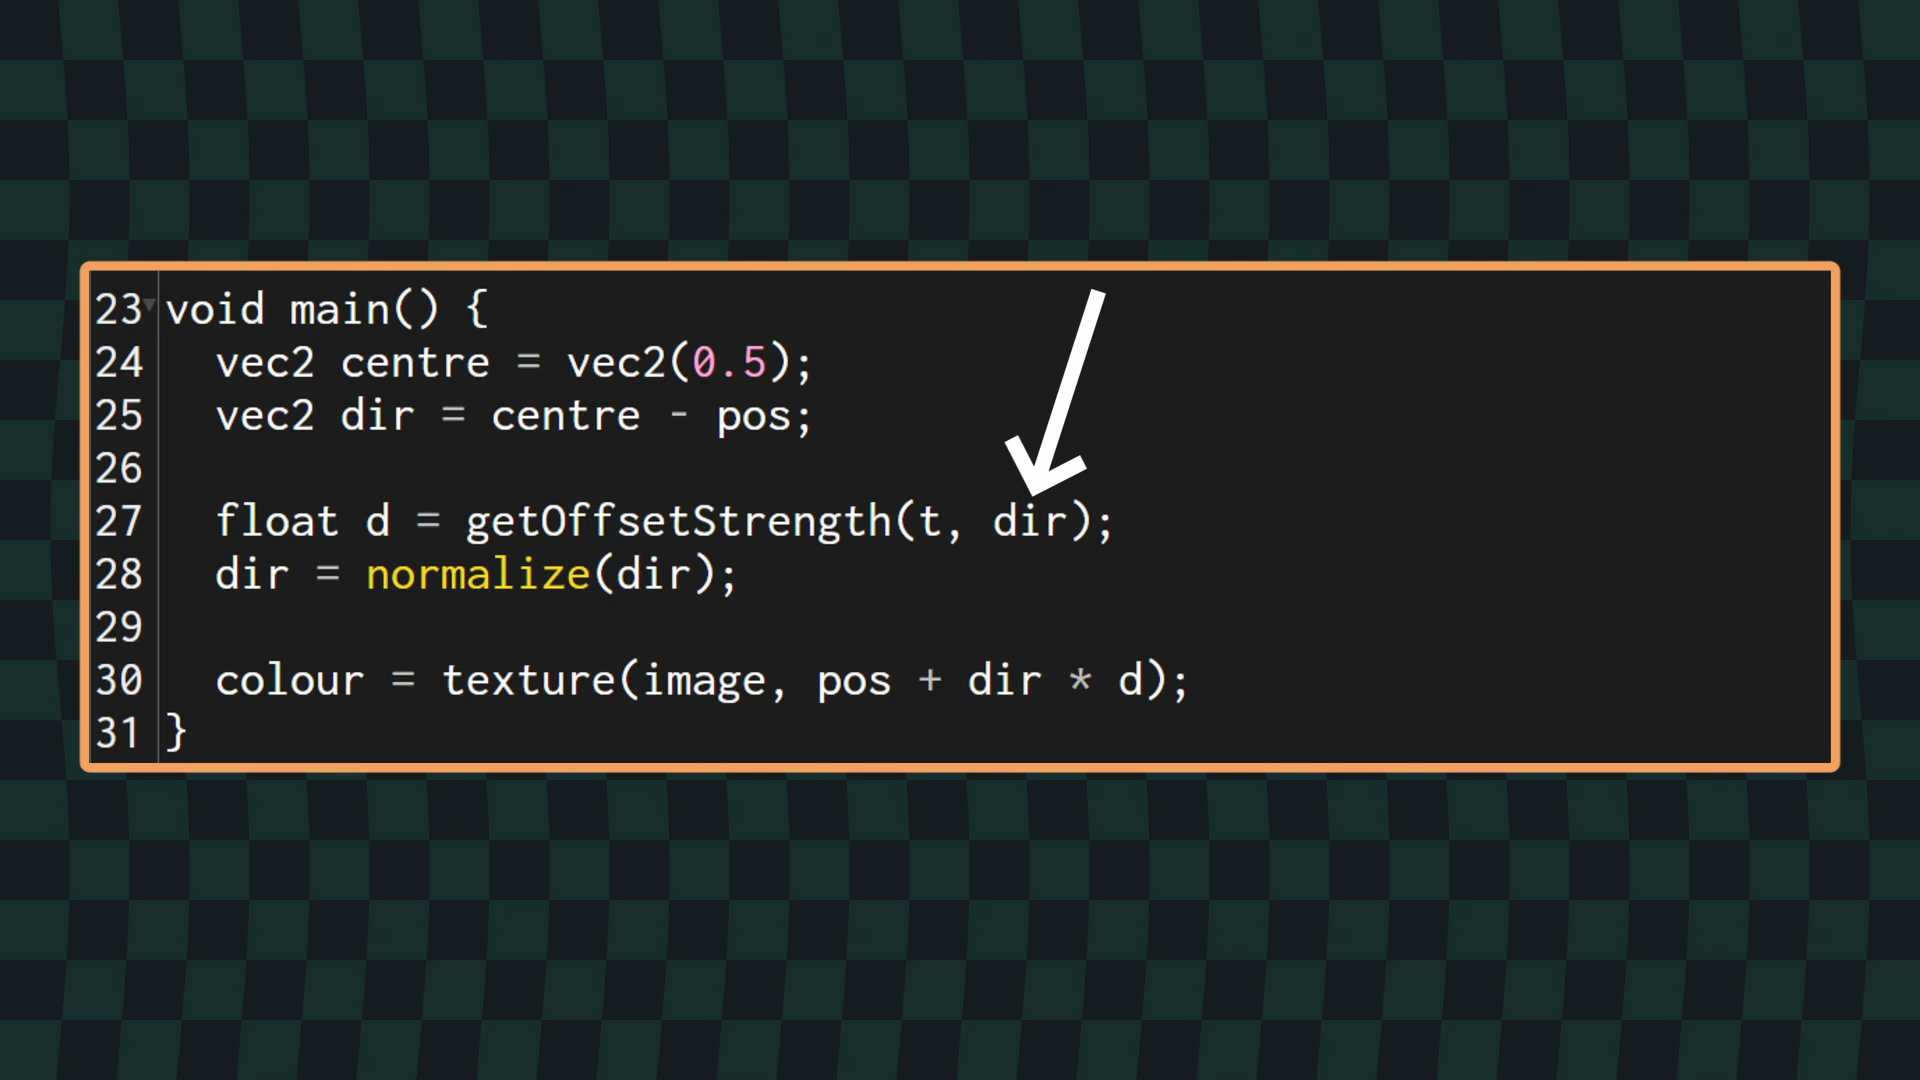 23 void main() {
24 vec2 centre = vec2(0.5);
25 vec2 dir = centre - pos;
26
27 float d = getOffsetStrength(t, dir);
28 dir = normalize(dir);
29
30 colour = texture(image, pos + dir * d);
31 }